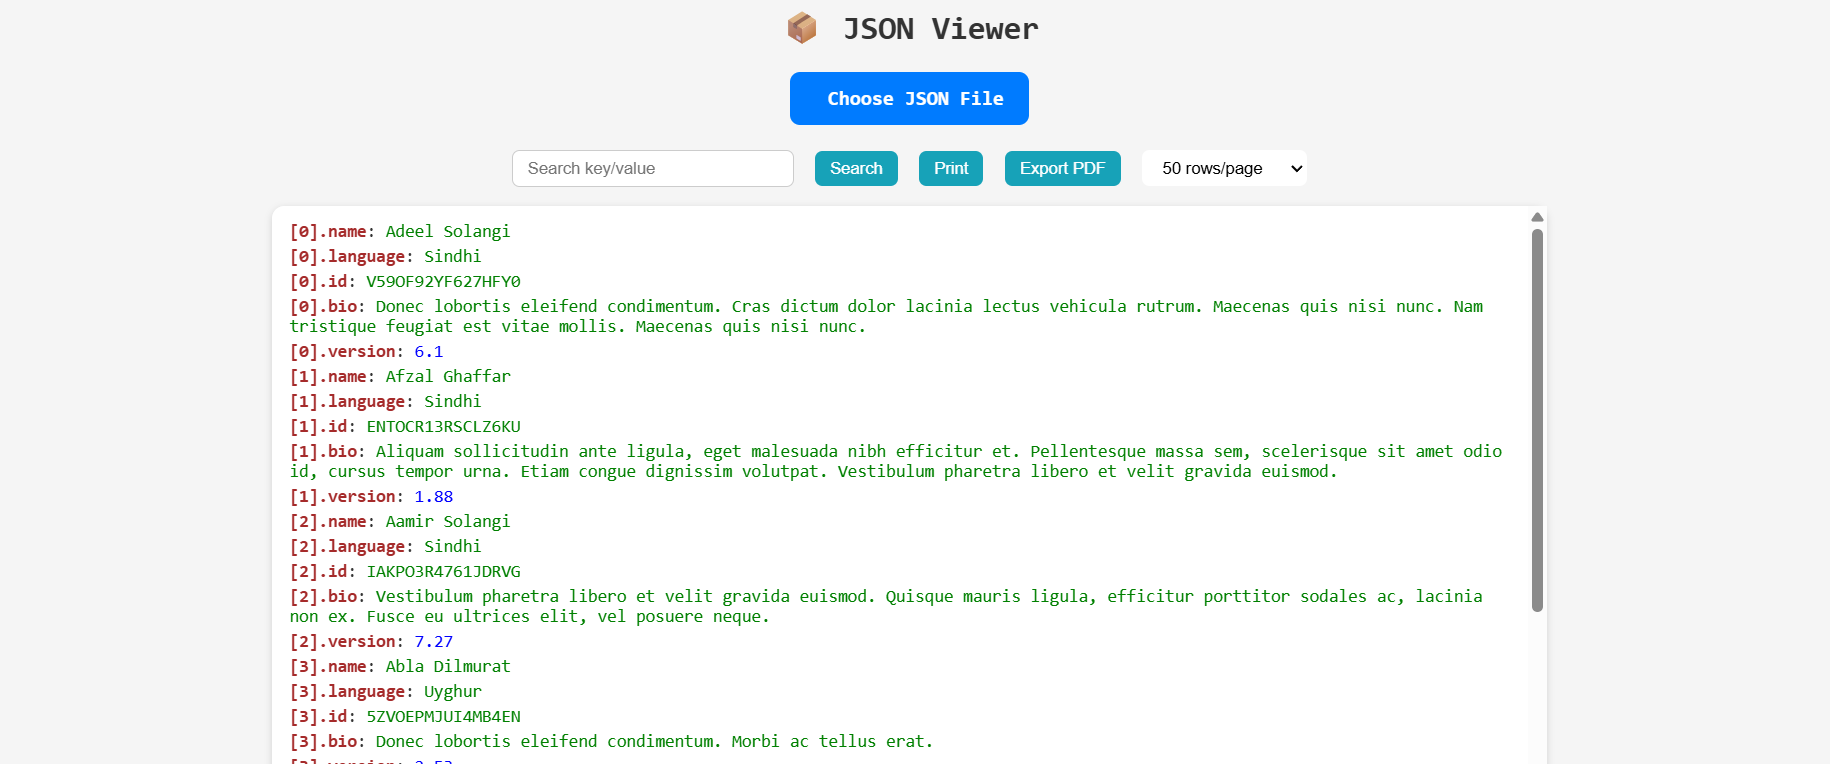 JSON Viewer
Choose JSON File
Search key/value
Search
Print
Export PDF
50 rows/page
[0].name: Adeel Solangi
[0].language: Sindhi
[0].id: V59OF92YF627HFY0
[0].bio: Donec lobortis eleifend condimentum. Cras dictum dolor lacinia lectus vehicula rutrum. Maecenas quis nisi nunc. Nam
tristique feugiat est vitae mollis. Maecenas quis nisi nunc.
[0].version: 6.1
[1].name: Afzal Ghaffar
[1].language: Sindhi
[1].id: ENTOCR13RSCLZ6KU
[1].bio: Aliquam sollicitudin ante ligula, eget malesuada nibh efficitur et. Pellentesque massa sem, scelerisque sit amet odio
id, cursus tempor urna. Etiam congue dignissim volutpat. Vestibulum pharetra libero et velit gravida euismod.
[1].version: 1.88
[2].name: Aamir Solangi
[2].language: Sindhi
[2].id: IAKPO3R4761JDRVG
[2].bio: Vestibulum pharetra libero et velit gravida euismod. Quisque mauris ligula, efficitur porttitor sodales ac, lacinia
non ex. Fusce eu ultrices elit, vel posuere neque.
[2].version: 7.27
[3].name: Abla Dilmurat
[3].language: Uyghur
[3].id: 5ZVOEPMJUI4MB4EN
[3].bio: Donec lobortis eleifend condimentum. Morbi ac tellus erat.